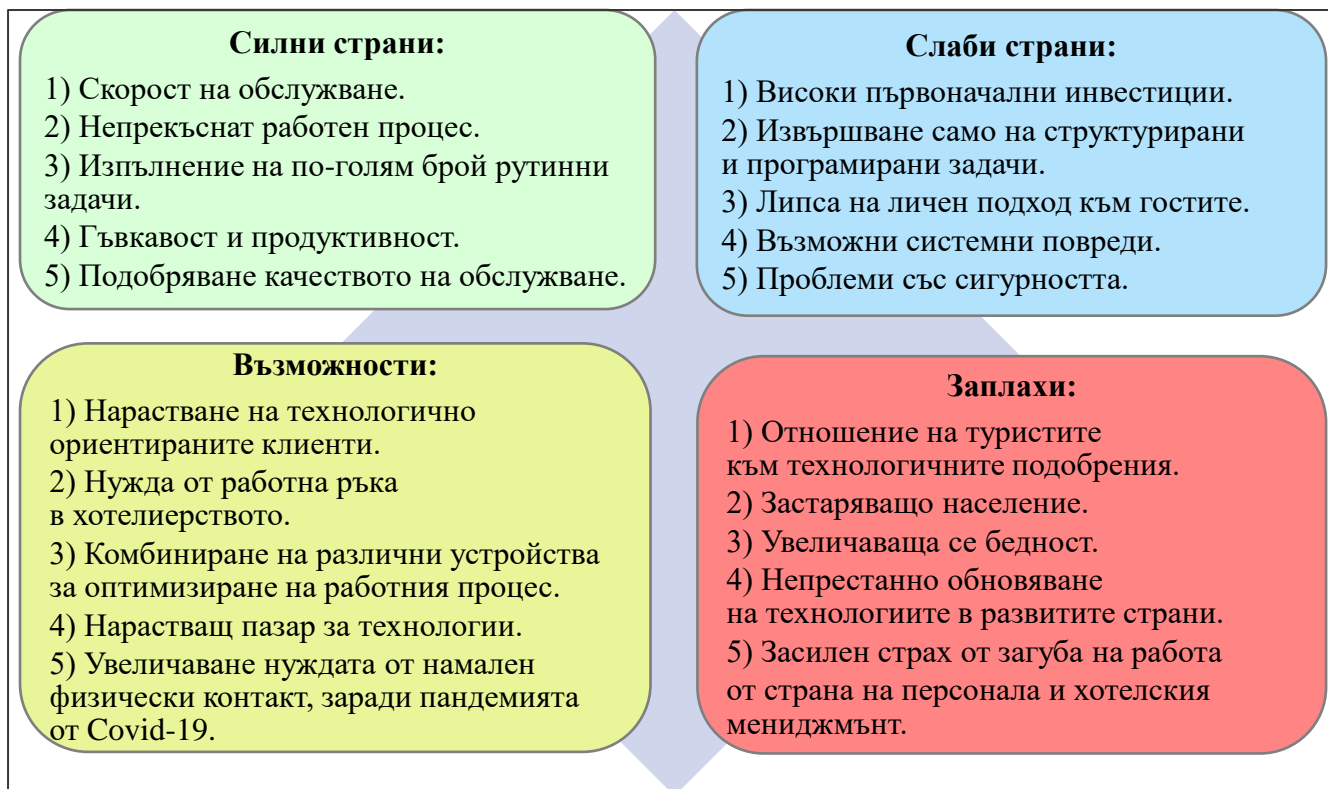 Силни страни:
1) Скорост на обслужване.
2) Непрекъснат работен процес.
3) Изпълнение на по-голям брой рутинни
задачи.
4) Гъвкавост и продуктивност.
5) Подобряване качеството на обслужване.
Слаби страни:
1) Високи първоначални инвестиции.
2) Извършване само на структурирани
и програмирани задачи.
3) Липса на личен подход към гостите.
4) Възможни системни повреди.
5) Проблеми със сигурността.
Възможности:
1) Нарастване на технологично
ориентираните клиенти.
2) Нужда от работна ръка
в хотелиерството.
3) Комбиниране на различни устройства
за оптимизиране на работния процес.
4) Нарастващ пазар за технологии.
5) Увеличаване нуждата от намален
физически контакт, заради пандемията
от Covid-19.
Заплахи:
1) Отношение на туристите
към технологичните подобрения.
2) Застаряващо население.
3) Увеличаваща се бедност.
4) Непрестанно обновяване
на технологиите в развитите страни.
5) Засилен страх от загуба на работа
от страна на персонала и хотелския
мениджмънт.